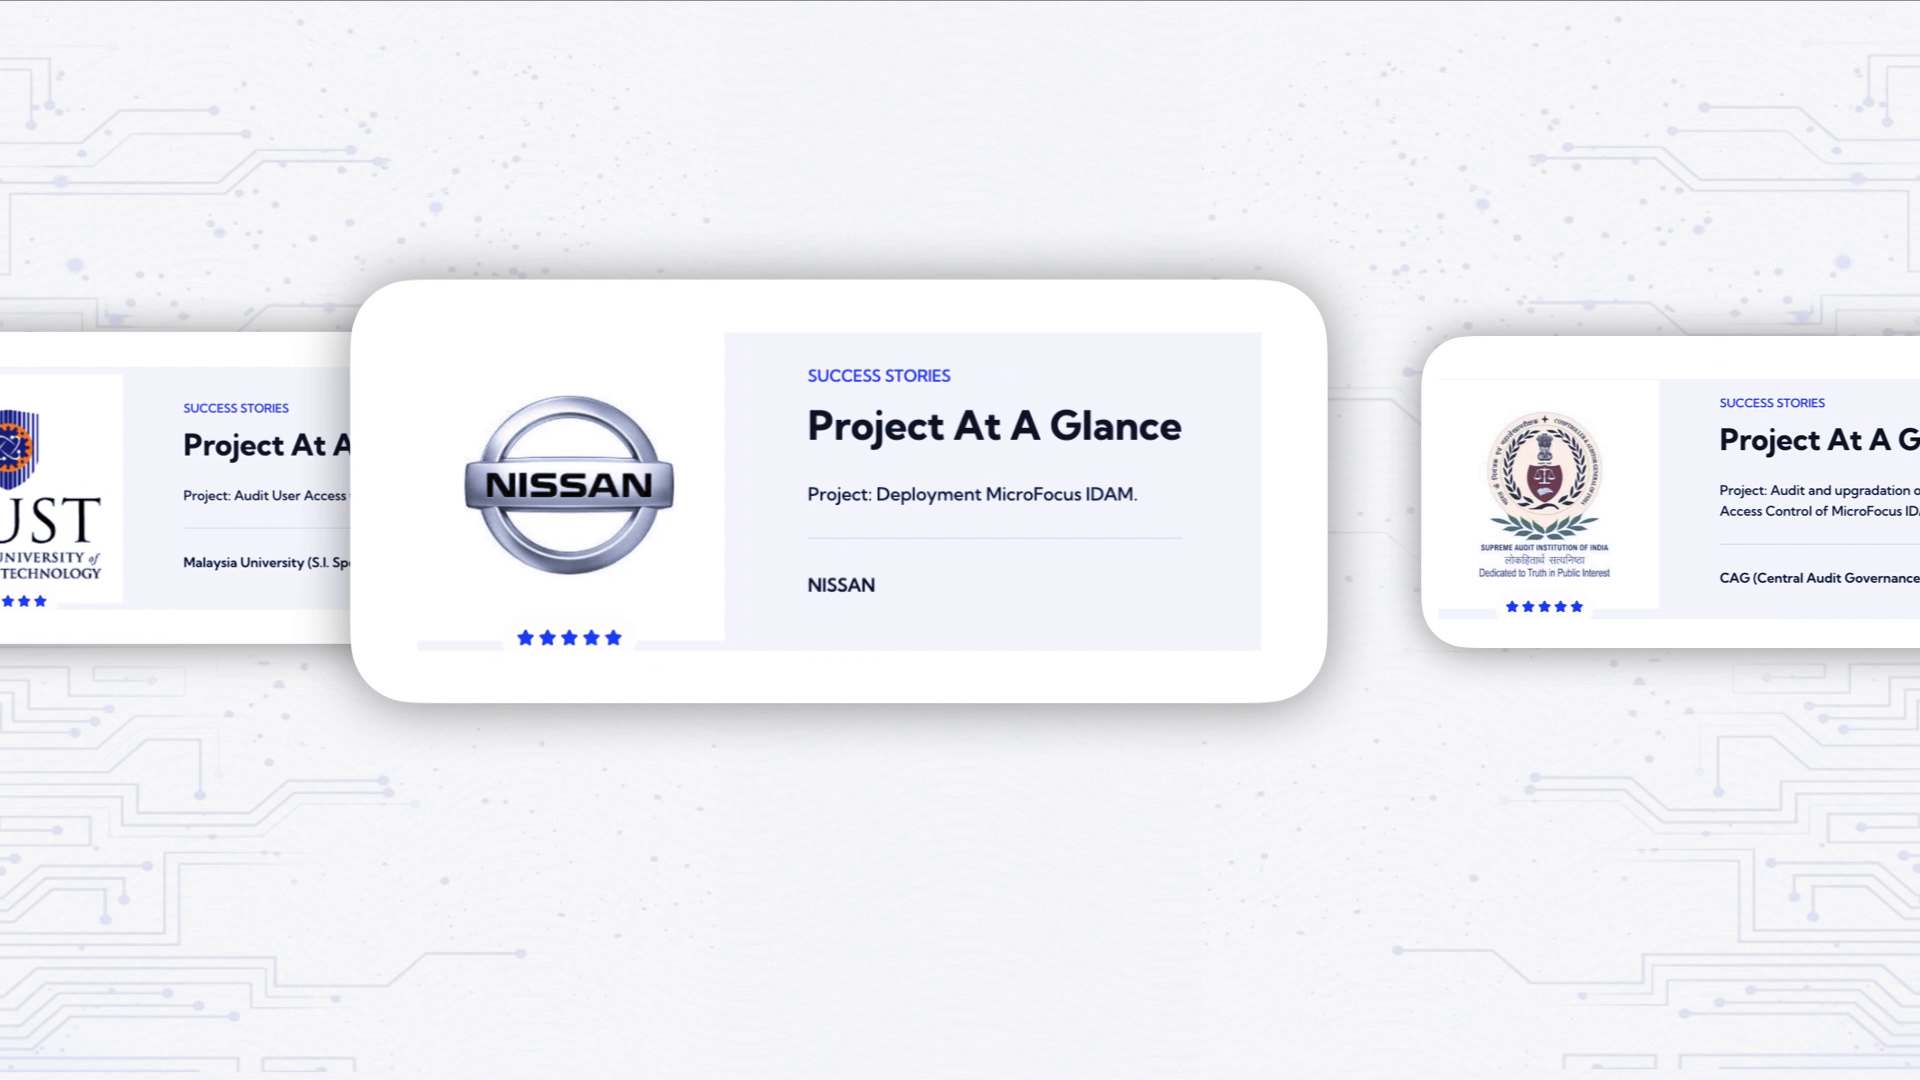 UST
UNIVERSITY of
TECHNOLOGY
SUCCESS STORIES
Project At A
Project: Audit User Access
Malaysia University (S.I.
NISSAN
SUCCESS STORIES
Project At A Glance
Project: Deployment MicroFocus IDAM.
NISSAN
SUPREME AUDIT INSTITUTION OF INDIA
लोकहितार्थ सत्यनिष्ठा
Dedicated to Truth in Public Interest
SUCCESS STORIES
Project At A G
Project: Audit and upgradation
Access Control of MicroFocus
CAG (Central Audit Governance